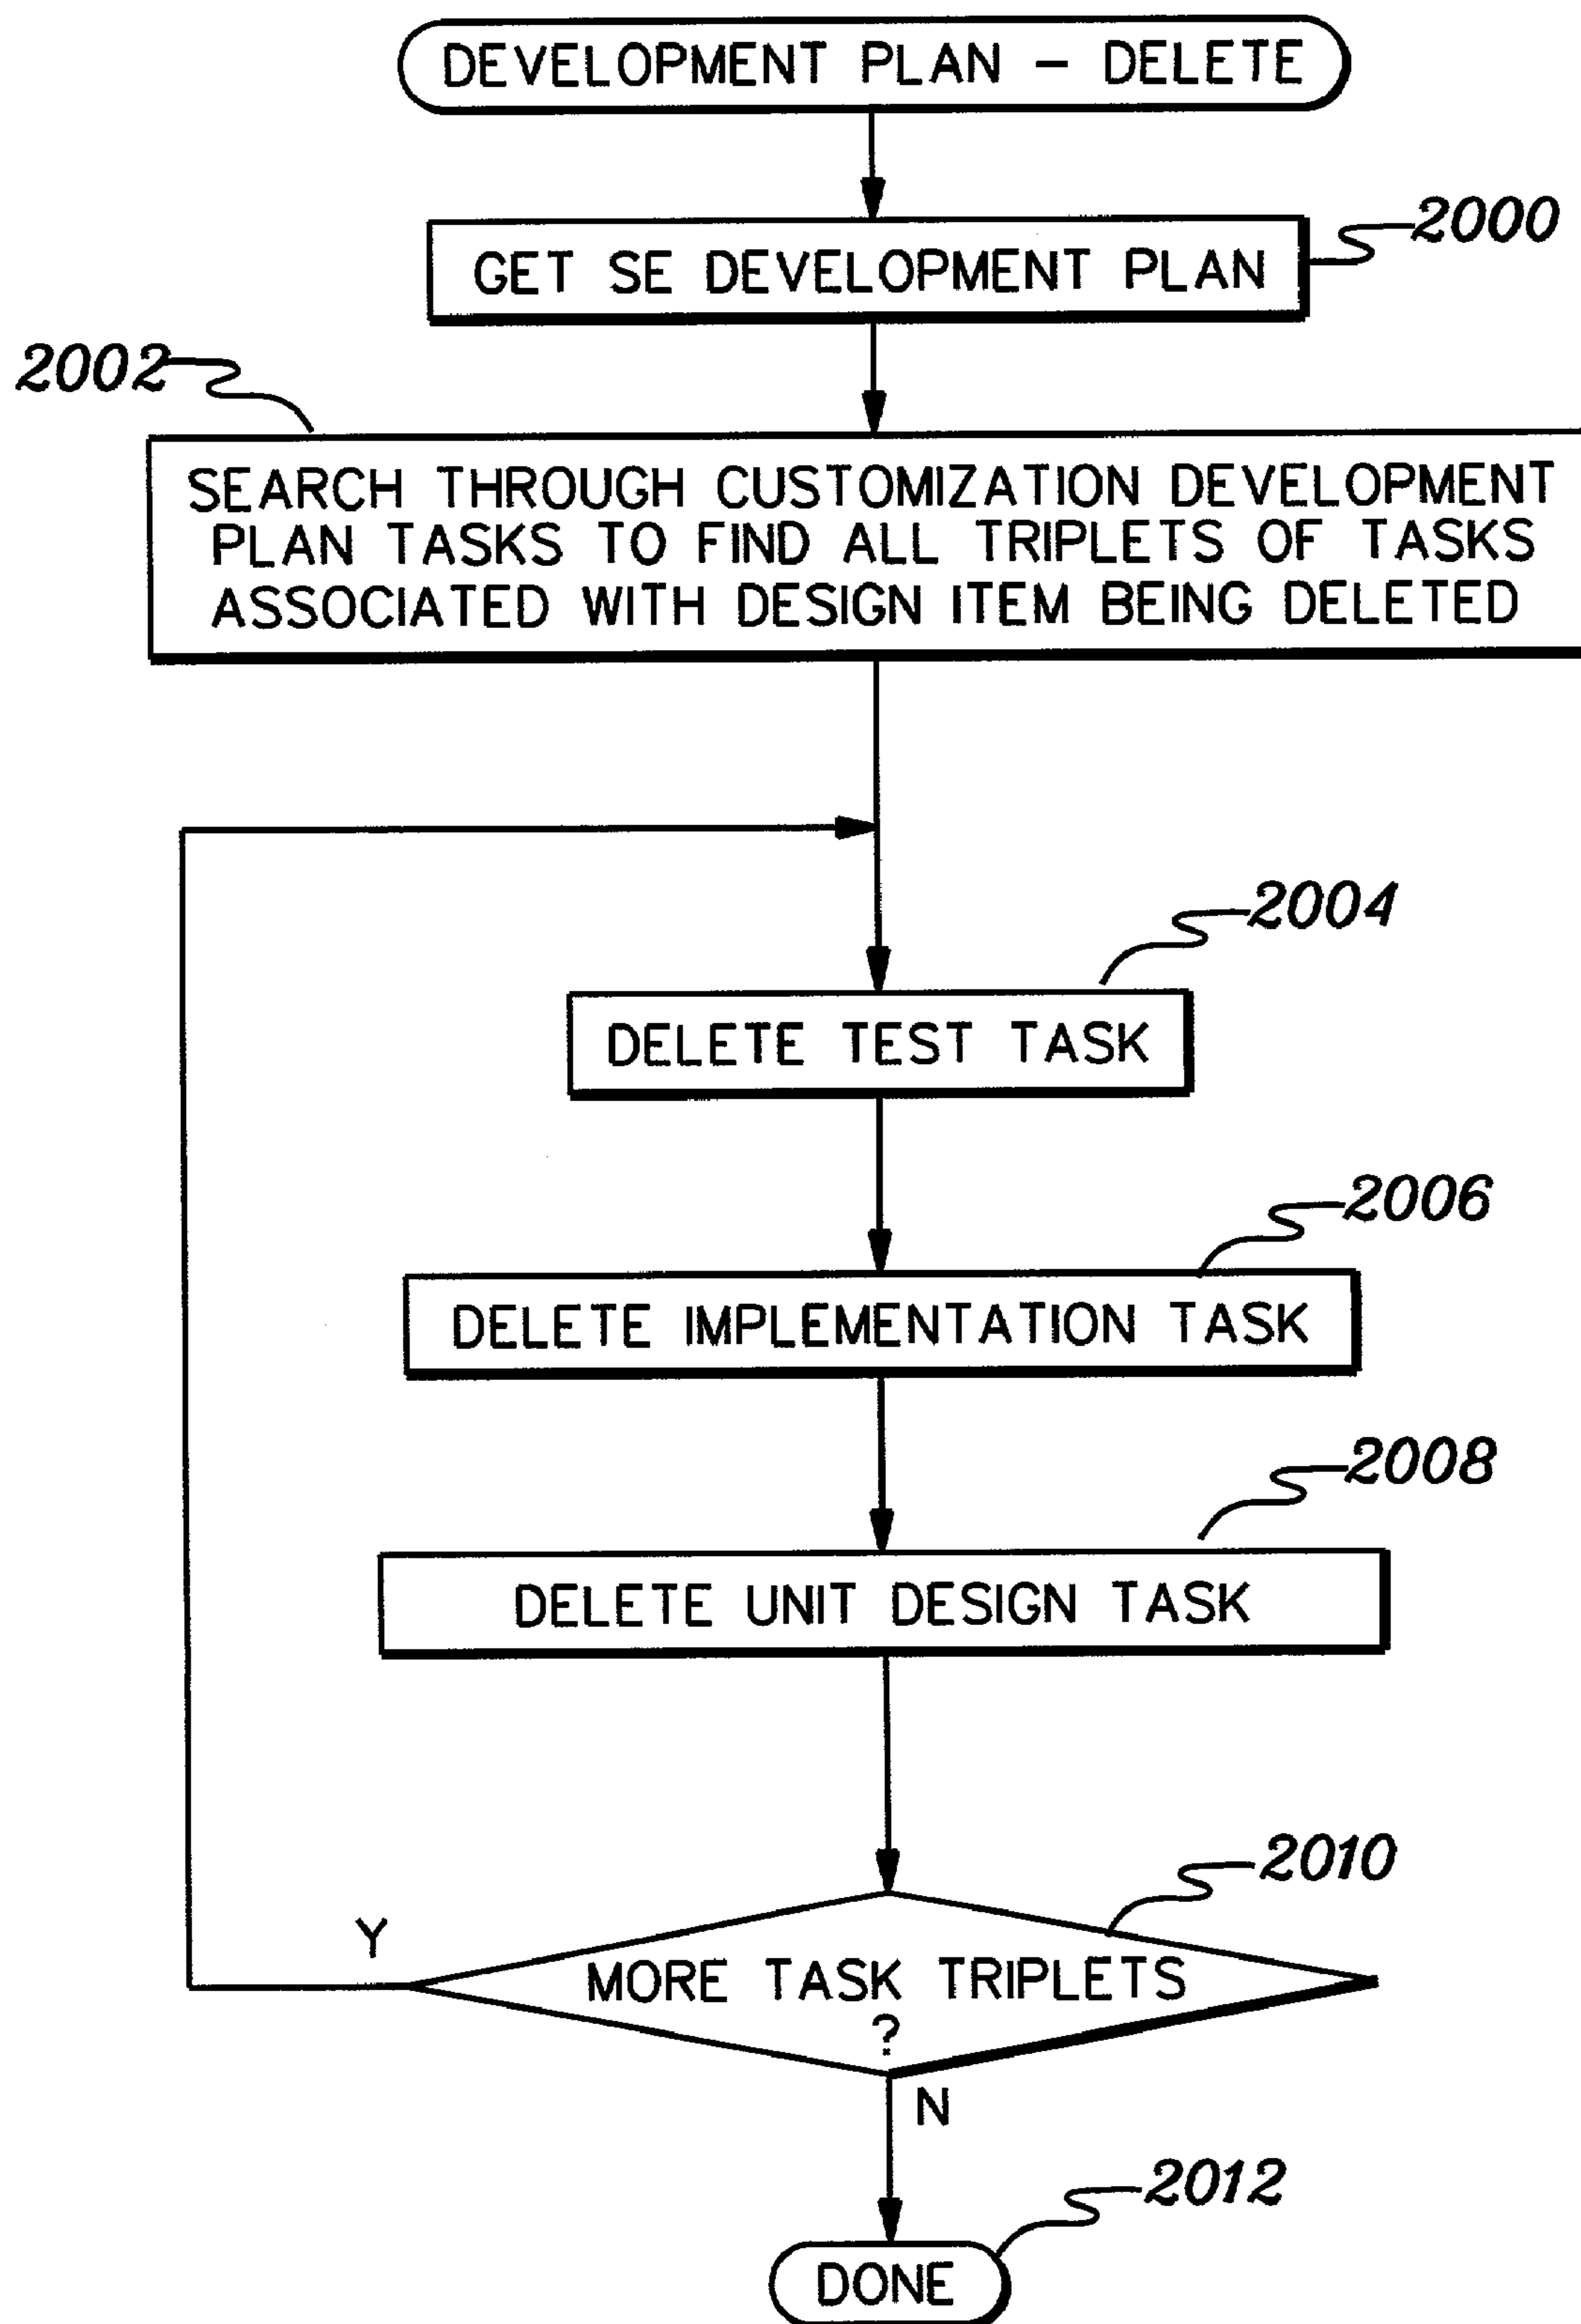 DEVELOPMENT PLAN - DELETE
2000
GET SE DEVELOPMENT PLAN
2002
SEARCH THROUGH CUSTOMIZATION DEVELOPMENT
PLAN TASKS TO FIND ALL TRIPLETS OF TASKS
ASSOCIATED WITH DESIGN ITEM BEING DELETED
2004
DELETE TEST TASK
2006
DELETE IMPLEMENTATION TASK
2008
DELETE UNIT DESIGN TASK
2010
Y
MORE TASK TRIPLETS
?
N
2012
DONE